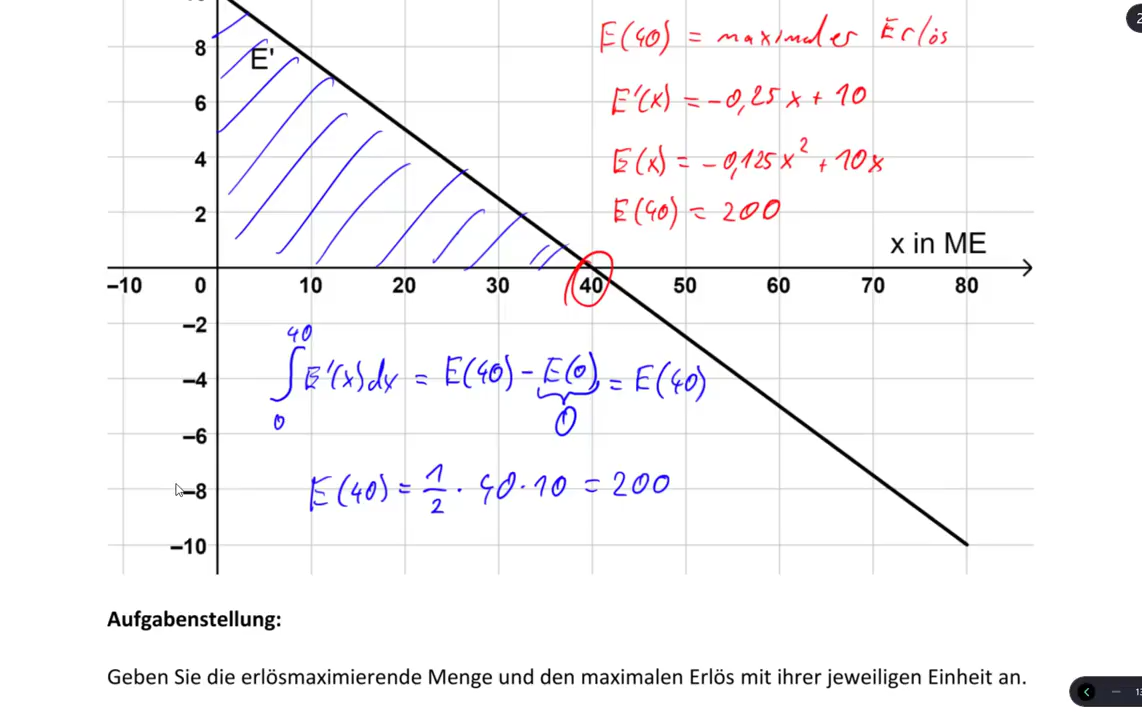 8
E'
6
4
2
E(40) = maximaler Erlös
E'(x) = -0,25x + 10
E(x) = -0,125x² + 10x
E(40) = 200
x in ME
–10 0 10 20 30 40 50 60 70 80
–2
–4
–6
–8
–10
∫₀⁴⁰ E'(x)dx = E(40) - E(0) = E(40)
0
E(40) = 1/2 · 40 · 10 = 200
Aufgabenstellung:
Geben Sie die erlösmaximierende Menge und den maximalen Erlös mit ihrer jeweiligen Einheit an.